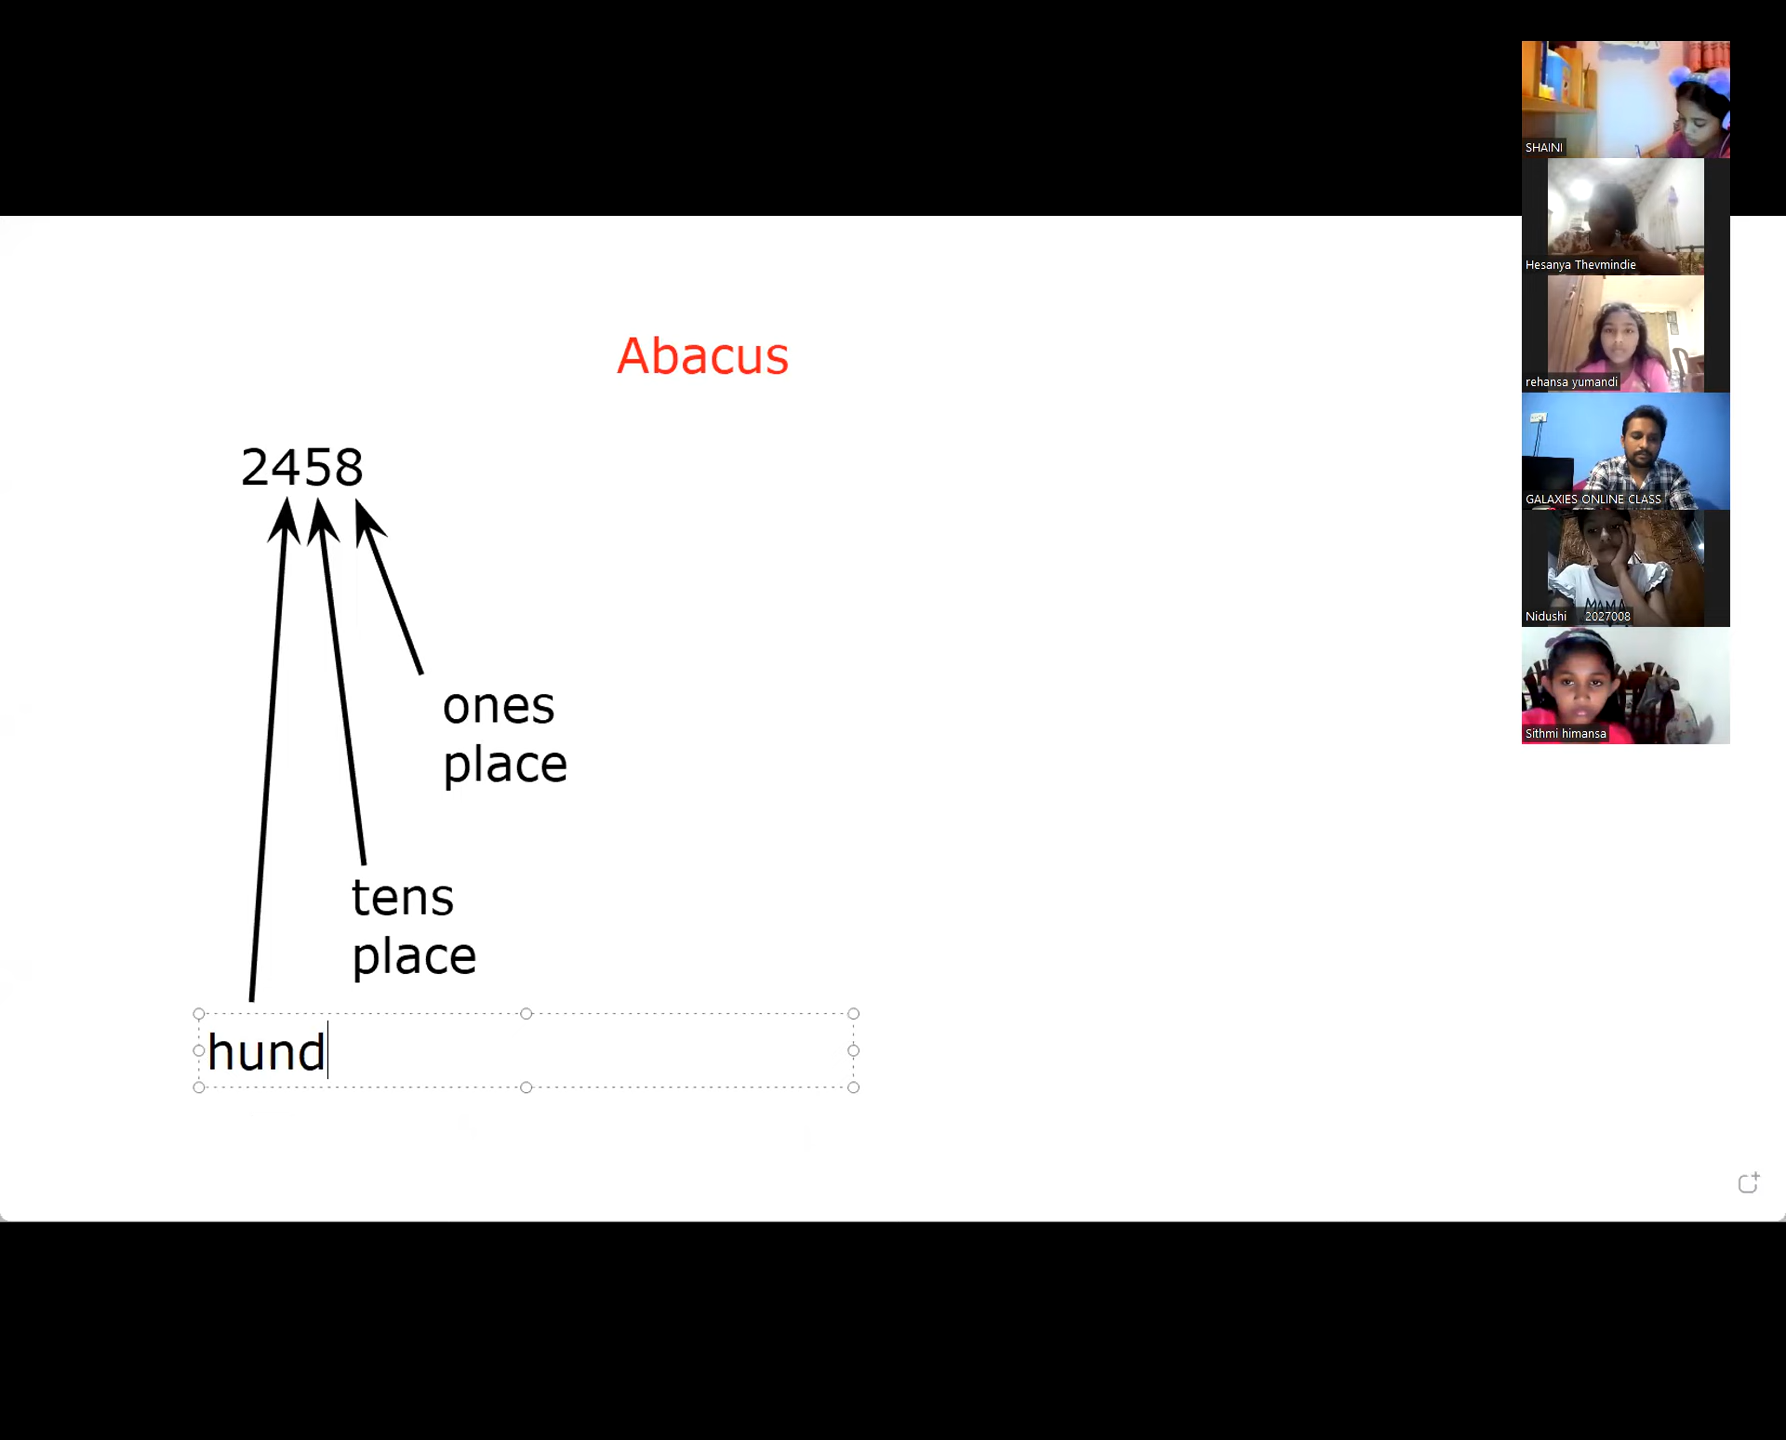 Abacus
2458
ones
place
tens
place
hund
SHAINI
Hesanya Thevmindie
rehansa yumandi
GALAXIES ONLINE CLASS
MAMA
Nidushi 2027008
Sithmi himansa